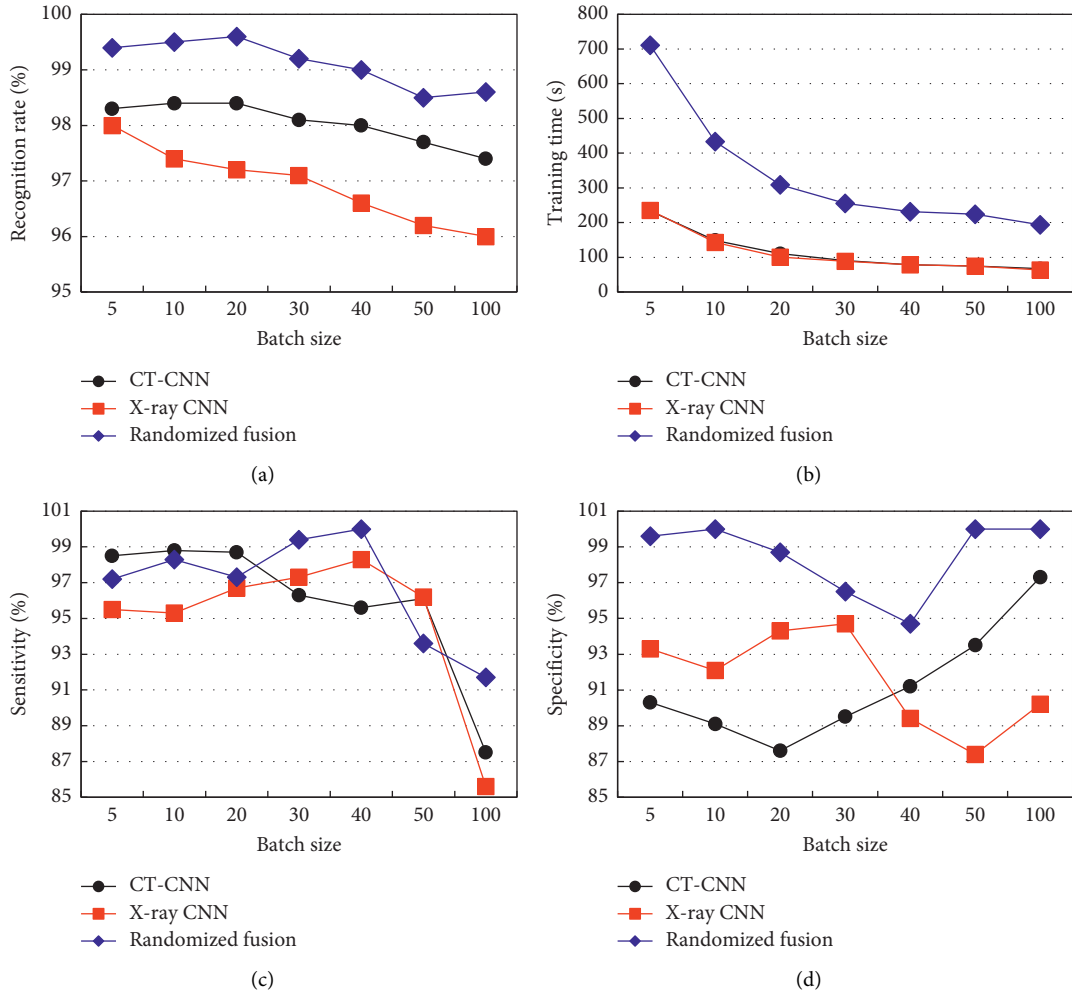 100
99
98
97
96
95
Recognition rate (%)
5 10 20 30 40 50 100
Batch size
CT-CNN
X-ray CNN
Randomized fusion
(a)
800
700
600
500
400
300
200
100
0
Training time (s)
5 10 20 30 40 50 100
Batch size
CT-CNN
X-ray CNN
Randomized fusion
(b)
101
99
97
95
93
91
89
87
85
Sensitivity (%)
5 10 20 30 40 50 100
Batch size
CT-CNN
X-ray CNN
Randomized fusion
(c)
101
99
97
95
93
91
89
87
85
Specificity (%)
5 10 20 30 40 50 100
Batch size
CT-CNN
X-ray CNN
Randomized fusion
(d)